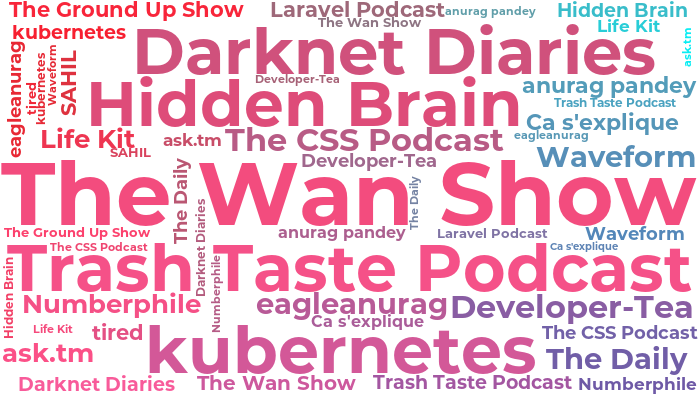 The Ground Up Show
Laravel Podcast
anurag pandey
Hidden Brain
The Wan Show
Life Kit
kubernetes
ask.tm
Darknet Diaries
eagleanurag
tired
kubernetes
Waveform
SAHIL
Developer-Tea
Hidden Brain
anurag pandey
Trash Taste Podcast
Ca s'explique
Life Kit
ask.tm
The CSS Podcast
eagleanurag
SAHIL
Developer-Tea
Waveform
The Wan Show
The Daily
The Daily
Darknet Diaries
The Ground Up Show
anurag pandey
Laravel Podcast
Waveform
The CSS Podcast
Ca s'explique
Trash Taste Podcast
Hidden Brain
Numberphile
Numberphile
eagleanurag
Developer-Tea
Life Kit
tired
Ca s'explique
kubernetes
The CSS Podcast
ask.tm
The Daily
Darknet Diaries
The Wan Show
Trash Taste Podcast
Numberphile